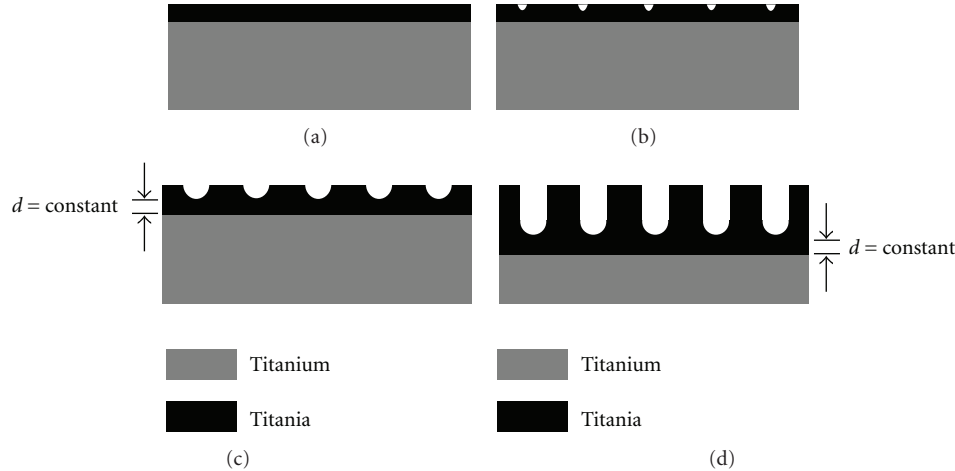 (a)
(b)
d = constant
d = constant
Titanium
Titanium
Titania
Titania
(c)
(d)